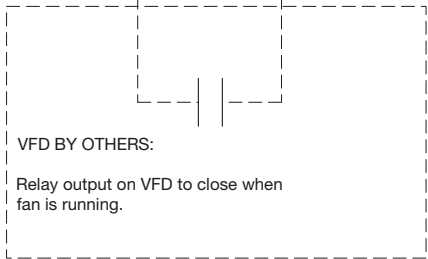 VFD BY OTHERS:
Relay output on VFD to close when
fan is running.